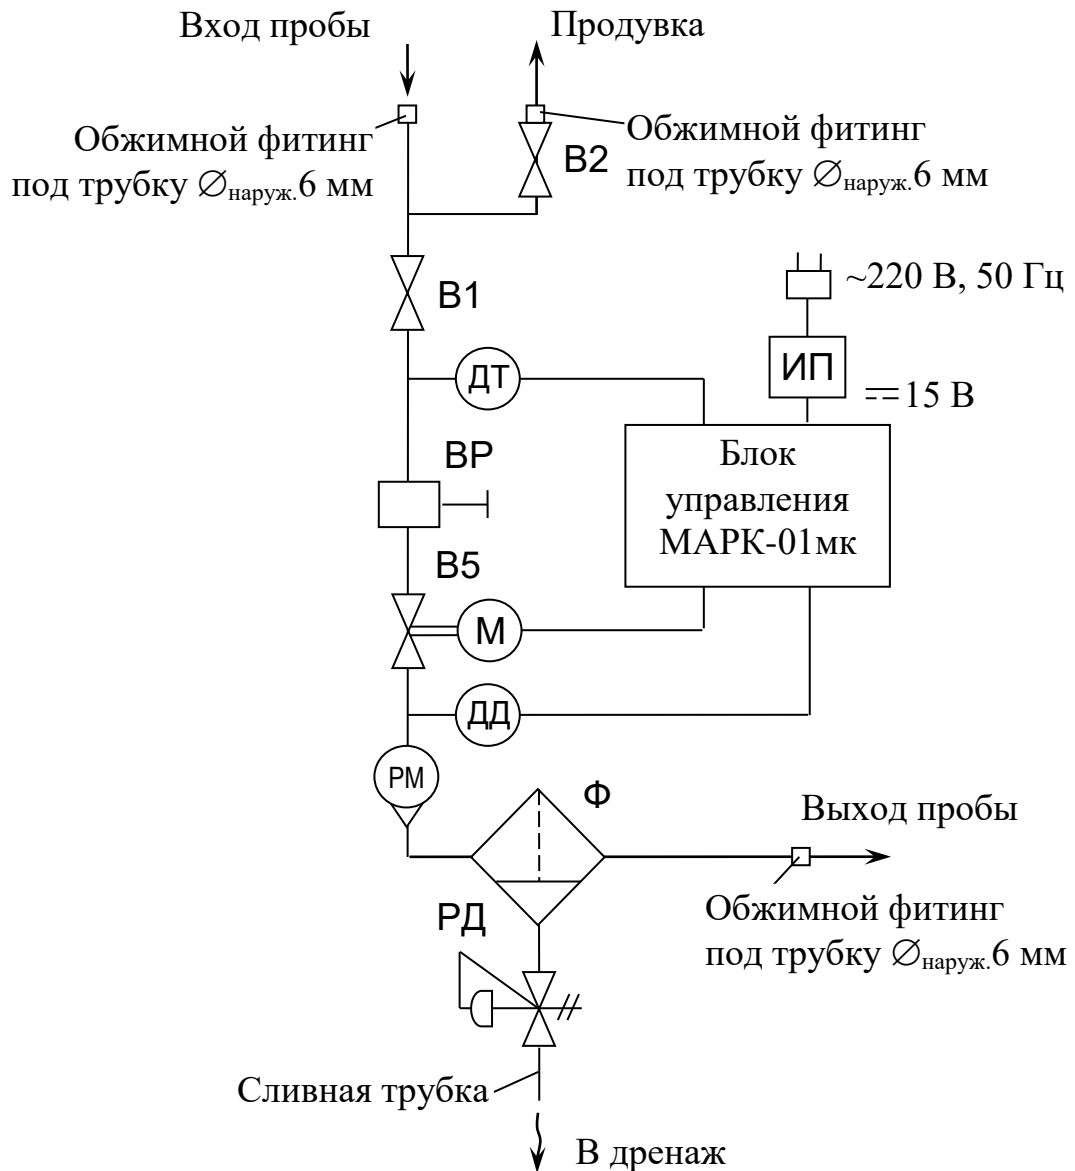 Вход пробы
Продувка
Обжимной фитинг
под трубку ∅наруж.6 мм
В2
Обжимной фитинг
под трубку ∅наруж.6 мм
В1
~220 В, 50 Гц
ИП
15 В
ДТ
ВР
Блок
управления
МАРК-01мк
В5
М
ДД
РМ
Ф
Выход пробы
РД
Обжимной фитинг
под трубку ∅наруж.6 мм
Сливная трубка
В дренаж